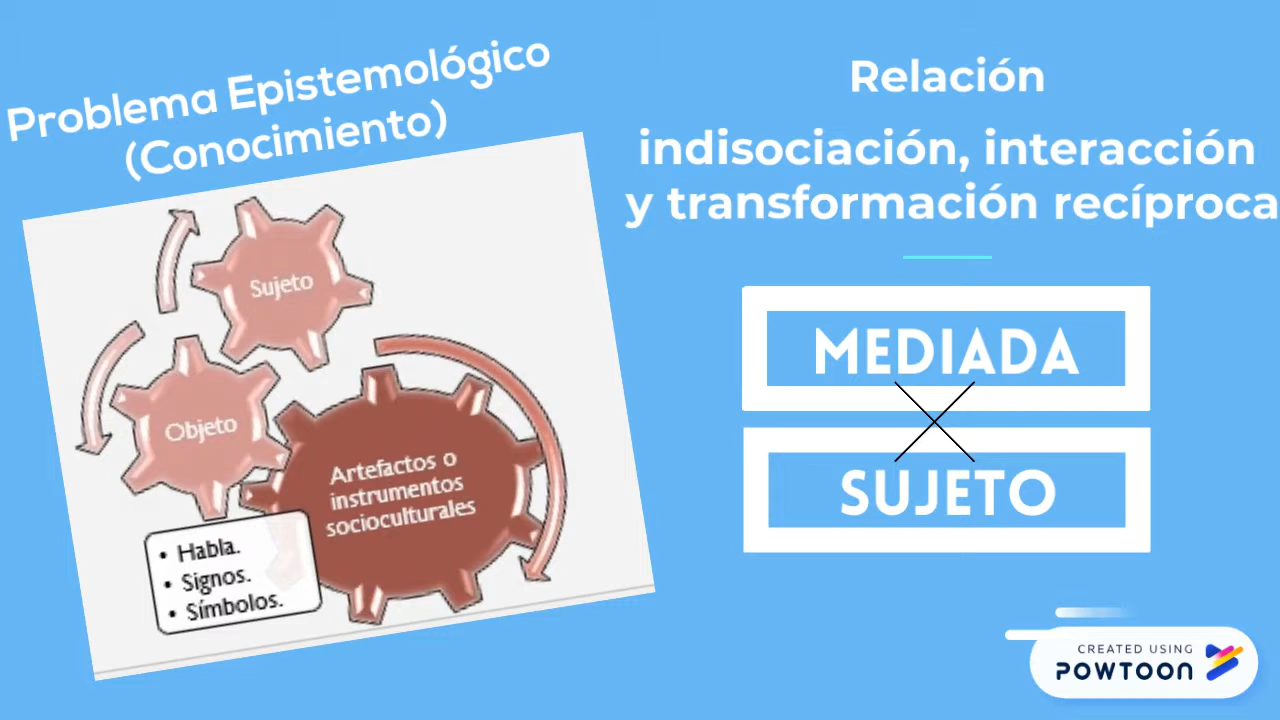 Problema Epistemológico
(Conocimiento)
Sujeto
Objeto
Artefactos o
instrumentos
socioculturales
• Habla.
• Signos.
• Símbolos.
Relación
indisociación, interacción
y transformación recíproca
MEDIADA
SUJETO
CREATED USING
POWTOON